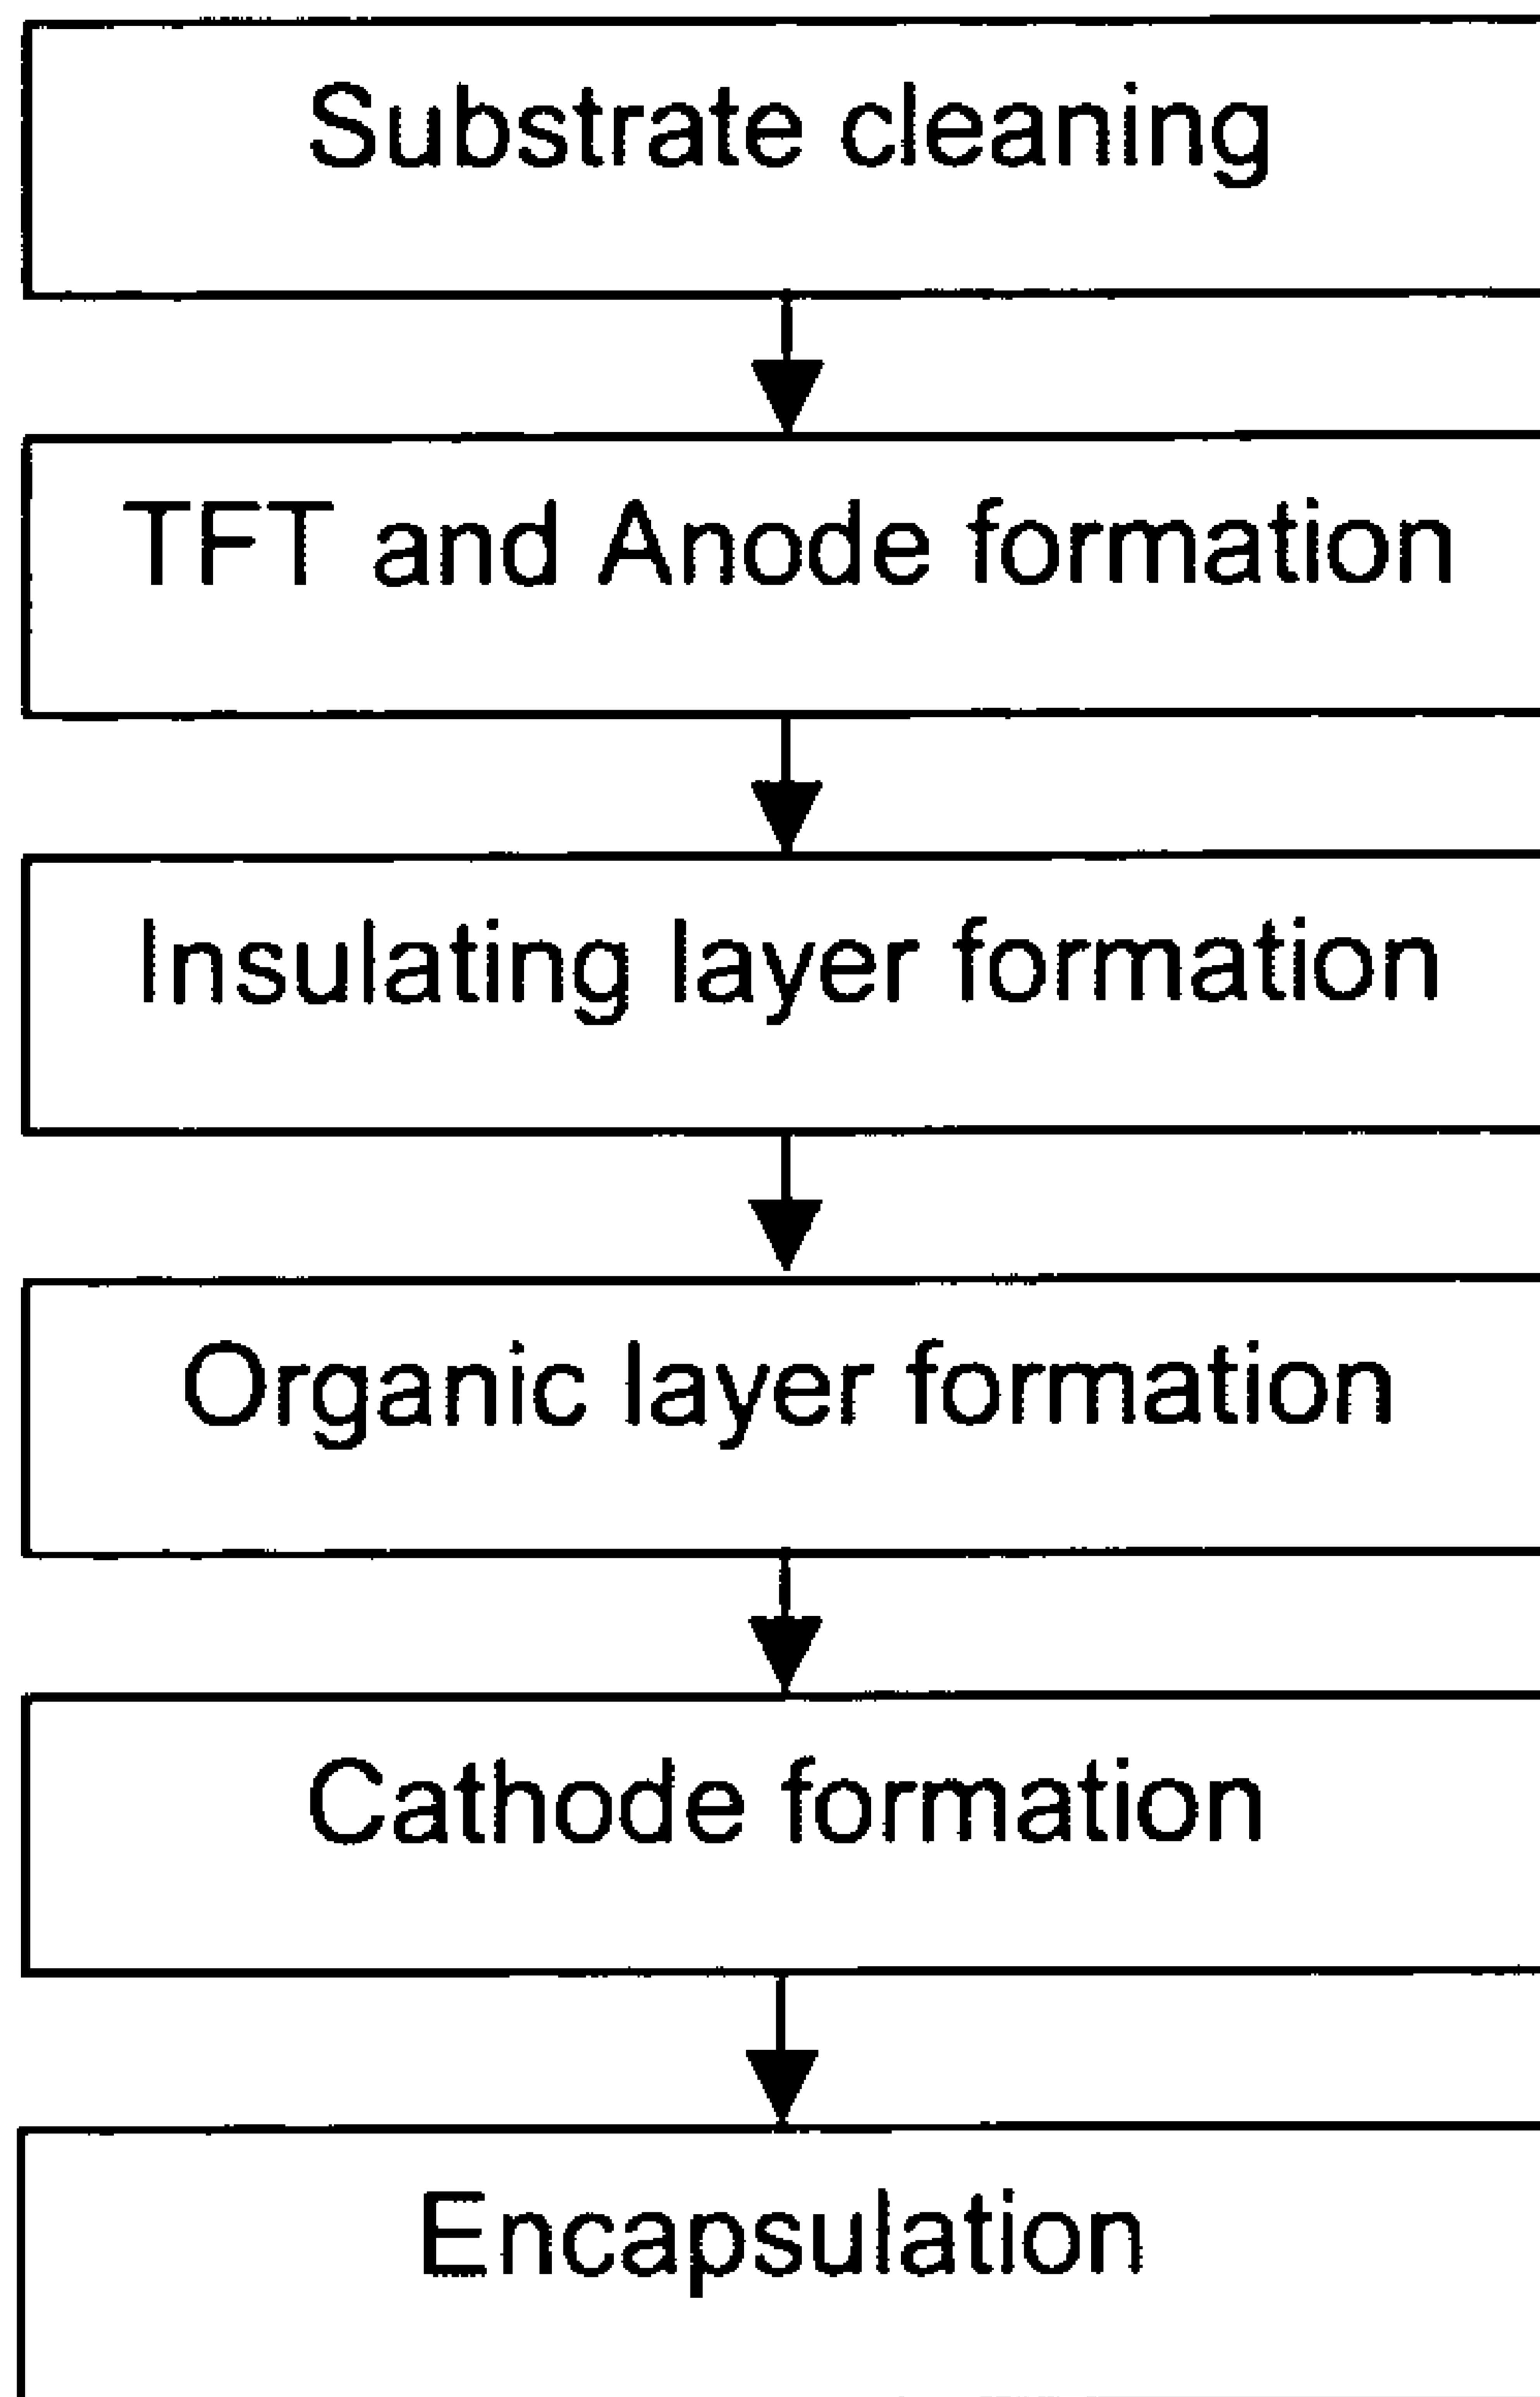 Substrate cleaning
TFT and Anode formation
Insulating layer formation
Organic layer formation
Cathode formation
Encapsulation